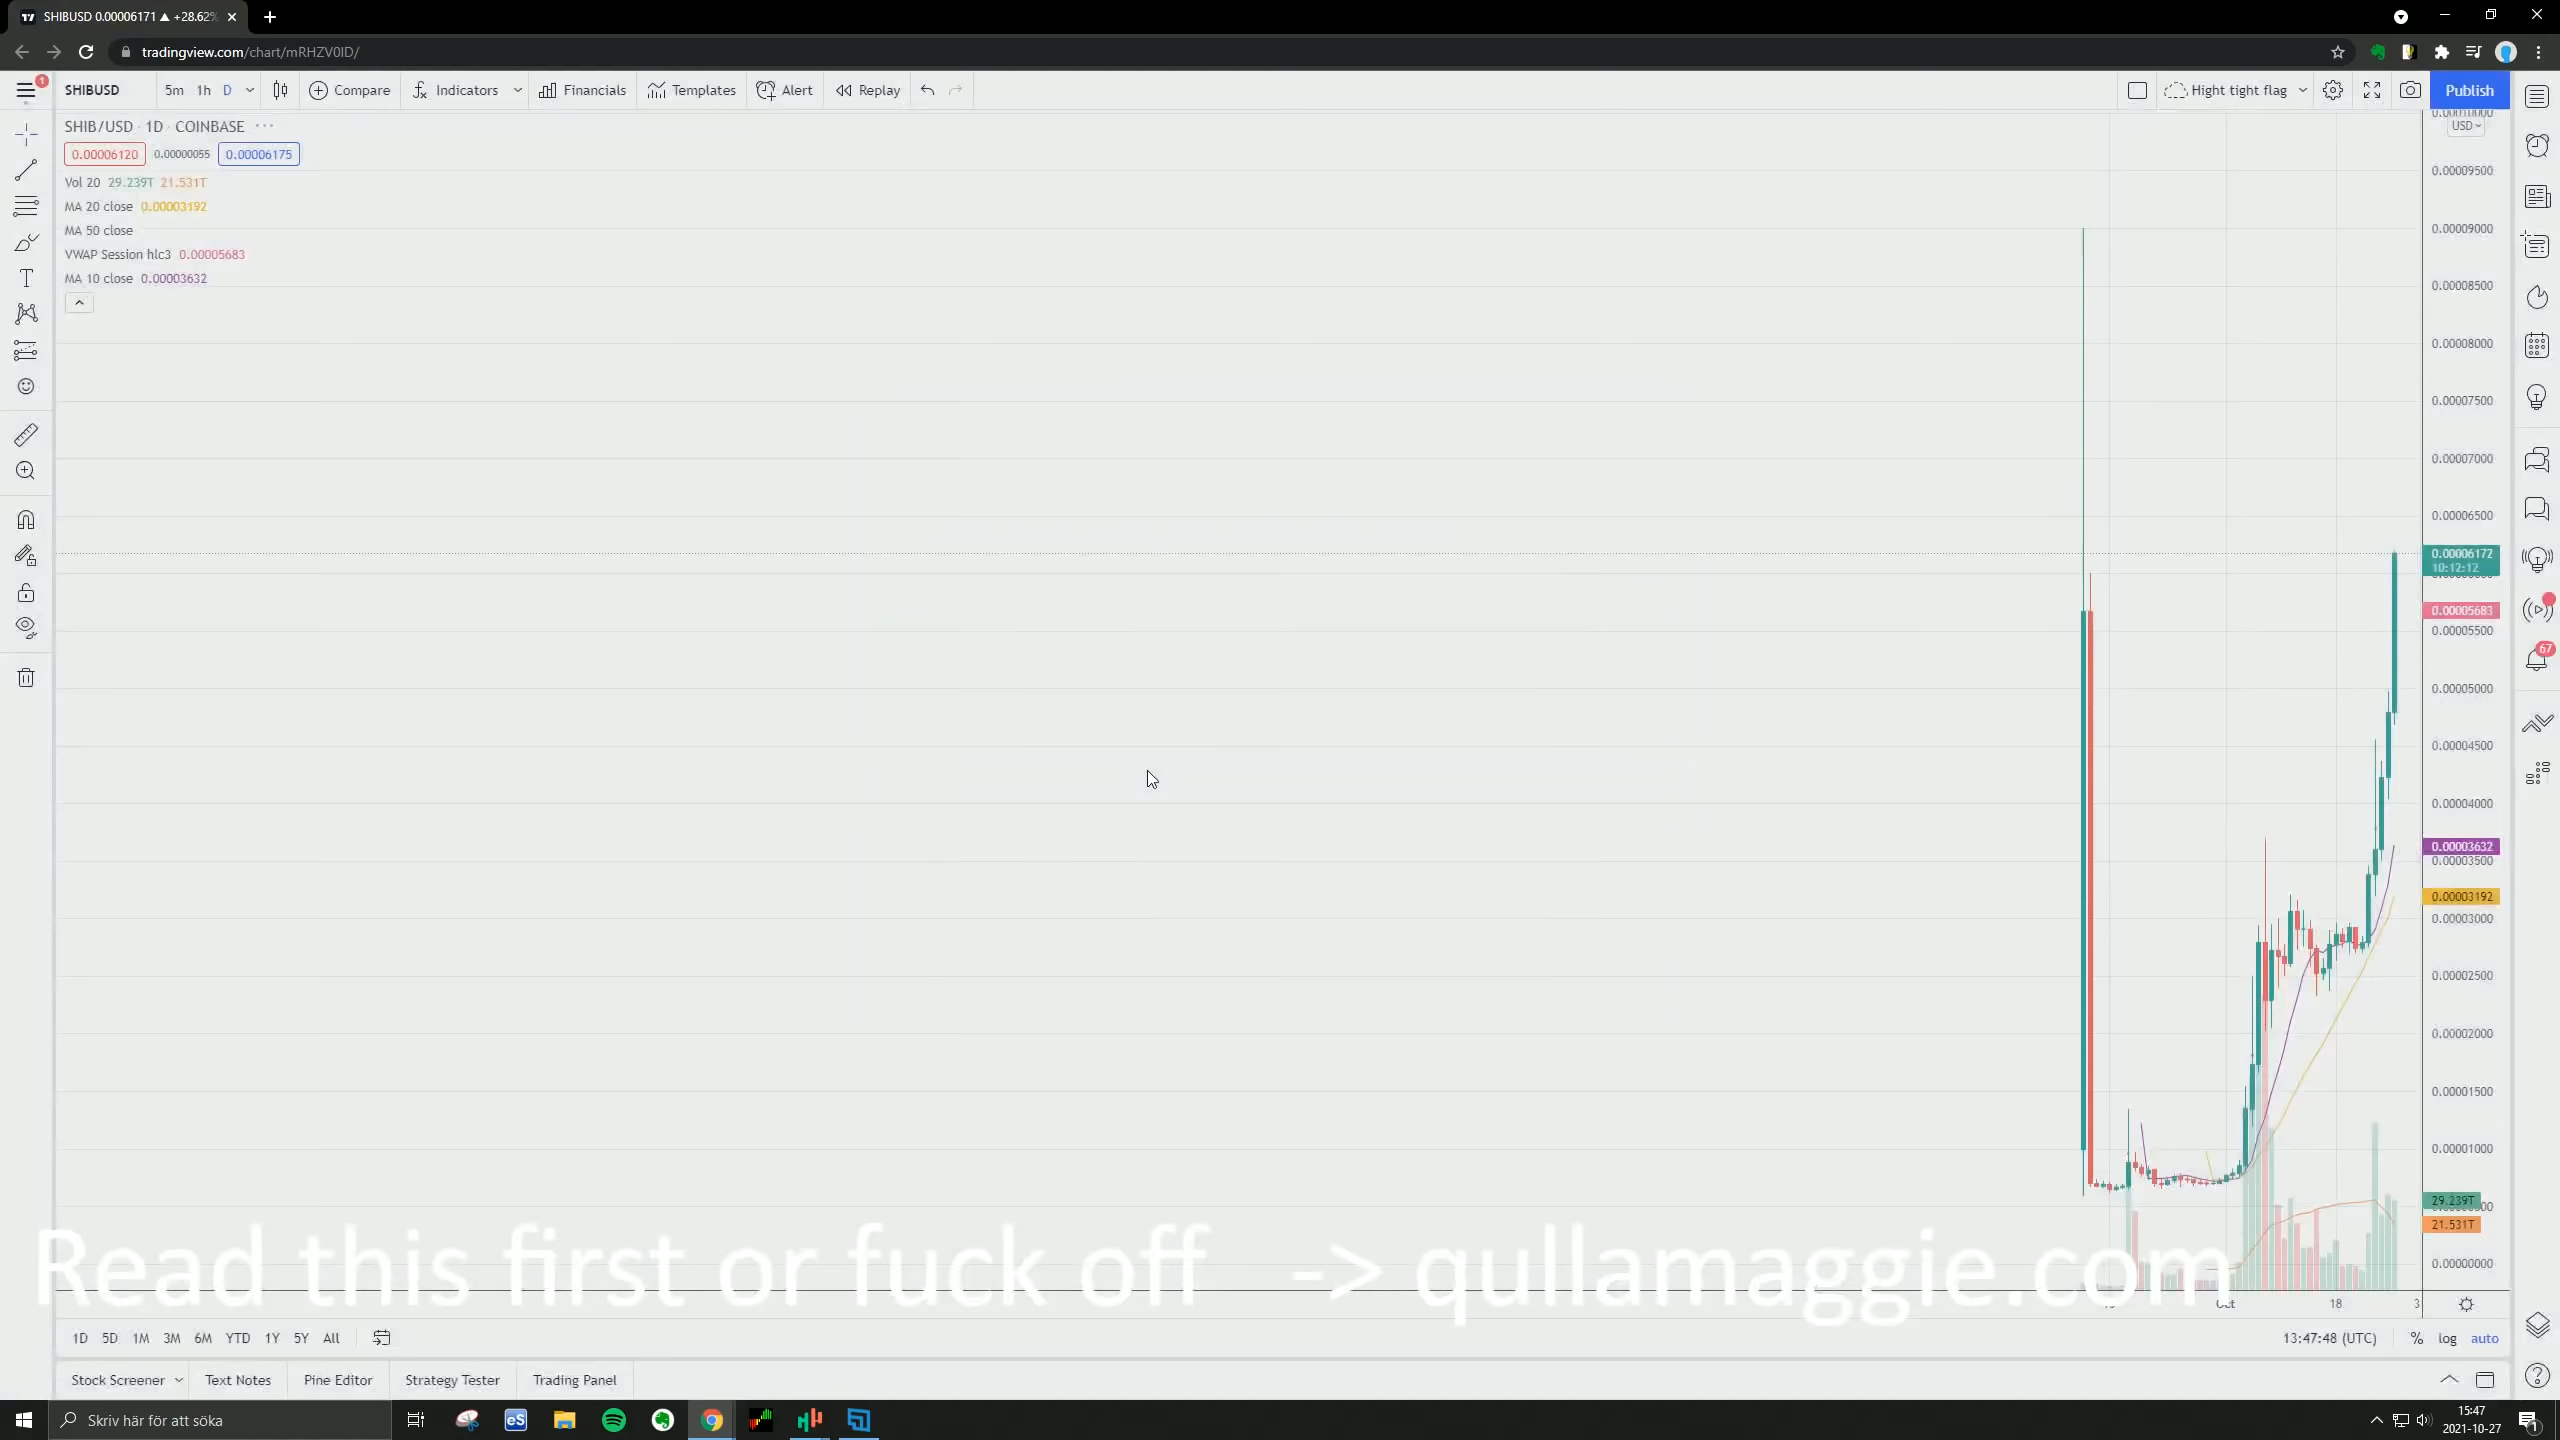 SHIBUSD 0.00006171 ▲ +28.62%
tradingview.com/chart/mRHZV0ID/
1
SHIBUSD 5m 1h D Compare Indicators Financials Templates Alert Replay Hight tight flag Publish
SHIB/USD · 1D · COINBASE ···
USD
0.00006120 0.00000055 0.00006175
Vol 20 29.239T 21.531T
MA 20 close 0.00003192
MA 50 close
VWAP Session hlc3 0.00005683
MA 10 close 0.00003632
0.00009500
0.00009000
0.00008500
0.00008000
0.00007500
0.00007000
0.00006500
0.00006172
10:12:12
0.00005683
0.00005500
67
0.00005000
0.00004500
0.00004000
0.00003632
0.00003500
0.00003192
0.00003000
0.00002500
0.00002000
0.00001500
0.00001000
29.239T
21.531T
0.00000000
Read this first or fuck off -> qullamaggie.com
Oct 18 3
1D 5D 1M 3M 6M YTD 1Y 5Y All
13:47:48 (UTC) % log auto
Stock Screener Text Notes Pine Editor Strategy Tester Trading Panel
Skriv här för att söka
eS
15:47
2021-10-27
1